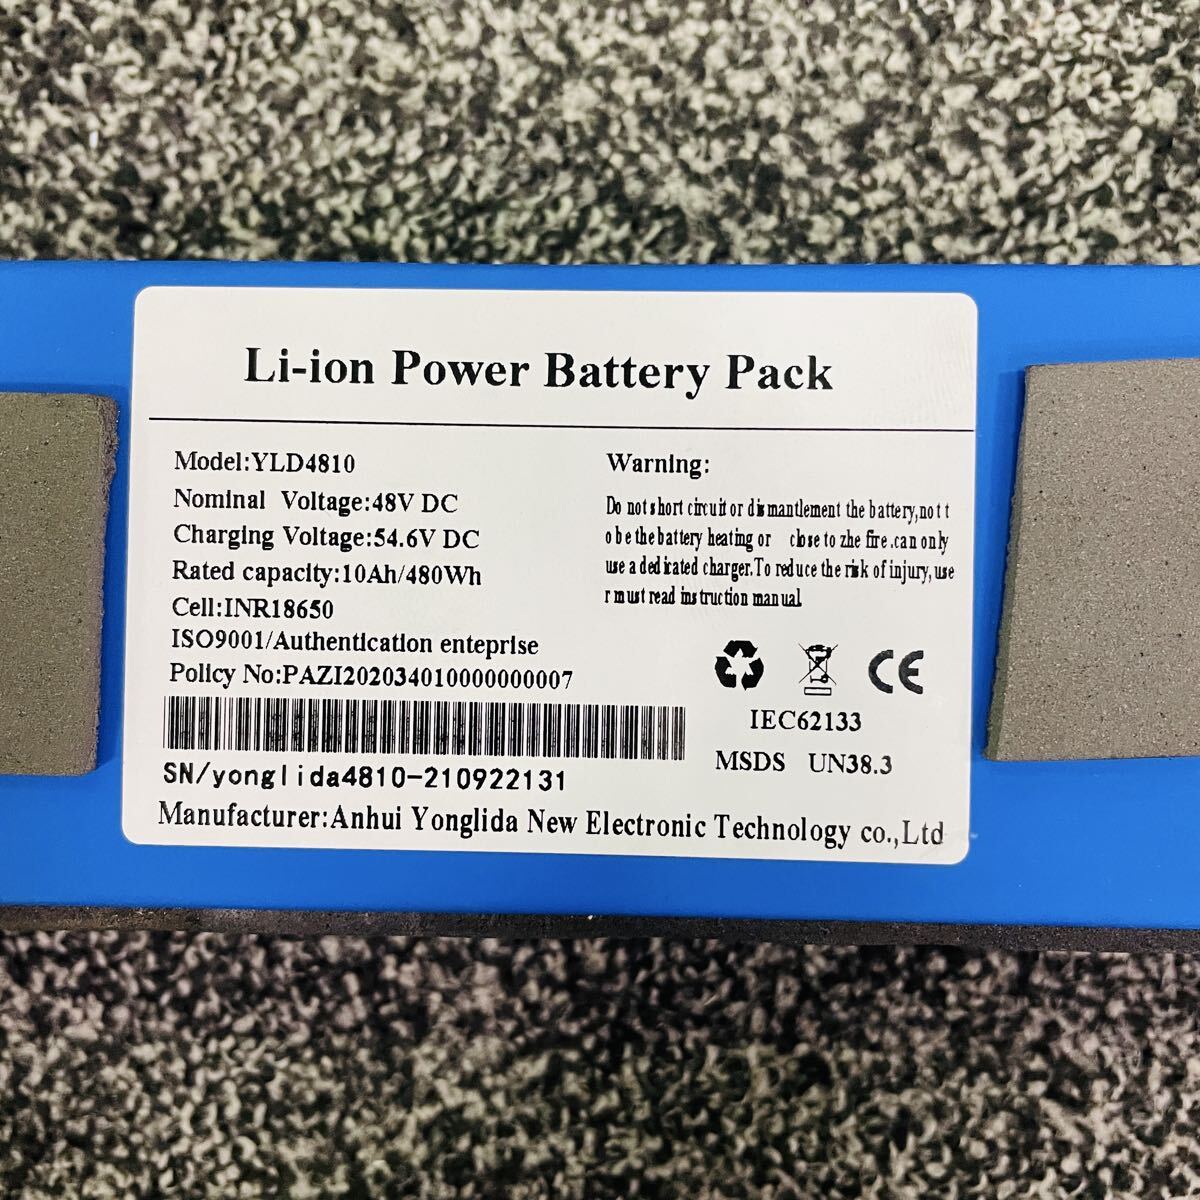 Li-ion Power Battery Pack
Model:YLD4810
Nominal Voltage:48V DC
Charging Voltage:54.6V DC
Rated capacity:10Ah/480Wh
Cell:INR18650
ISO9001/Authentication enteprise
Policy No:PAZI202034010000000007
SN/yonglida4810-210922131
Manufacturer:Anhui Yonglida New Electronic Technology co.,Ltd
Warning:
Do not short circuit or dismantlement the battery,not t
o be the battery heating or close to zhe fire.can only
use a dedicated charger.To reduce the risk of injury,use
r must read instruction manual
CE
IEC62133
MSDS UN38.3